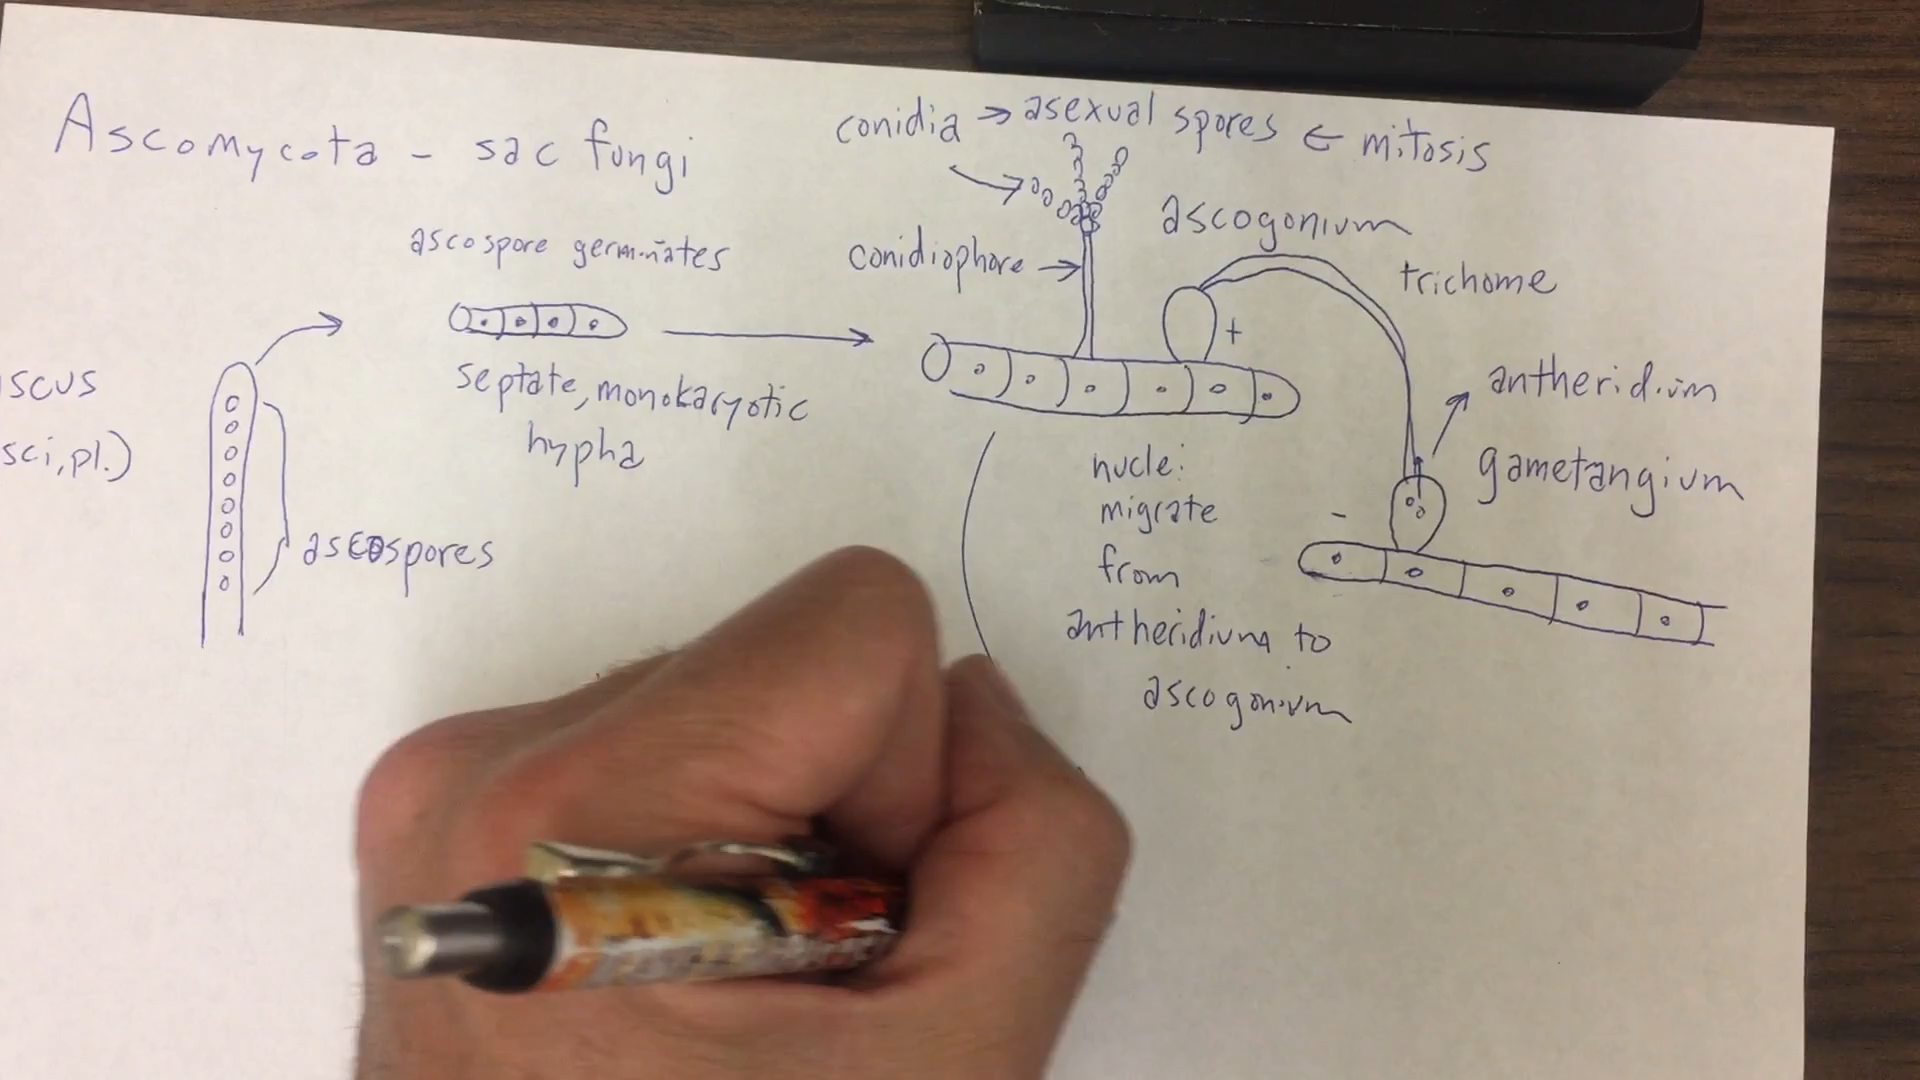 Ascomycota - sac fungi
conidia → asexual spores ← mitosis
ascospore germinates
conidiophore →
ascogonium
trichome
+
septate, monokaryotic
hypha
scus
sci, pl.)
ascospores
nuclei
migrate
from
antheridium to
ascogonium
antheridium
gametangium
-